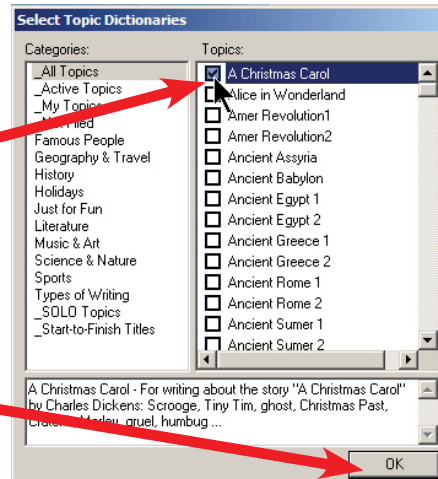 Select Topic Dictionaries
Categories:
_All Topics
_Active Topics
_My Topics
Filed
Famous People
Geography & Travel
History
Holidays
Just for Fun
Literature
Music & Art
Science & Nature
Sports
Types of Writing
_SOLO Topics
_Start-to-Finish Titles
Topics:
A Christmas Carol
Alice in Wonderland
Amer Revolution1
Amer Revolution2
Ancient Assyria
Ancient Babylon
Ancient Egypt 1
Ancient Egypt 2
Ancient Greece 1
Ancient Greece 2
Ancient Rome 1
Ancient Rome 2
Ancient Sumer 1
Ancient Sumer 2
A Christmas Carol - For writing about the story "A Christmas Carol"
by Charles Dickens: Scrooge, Tiny Tim, ghost, Christmas Past,
Marley, gruel, humbug ...
OK